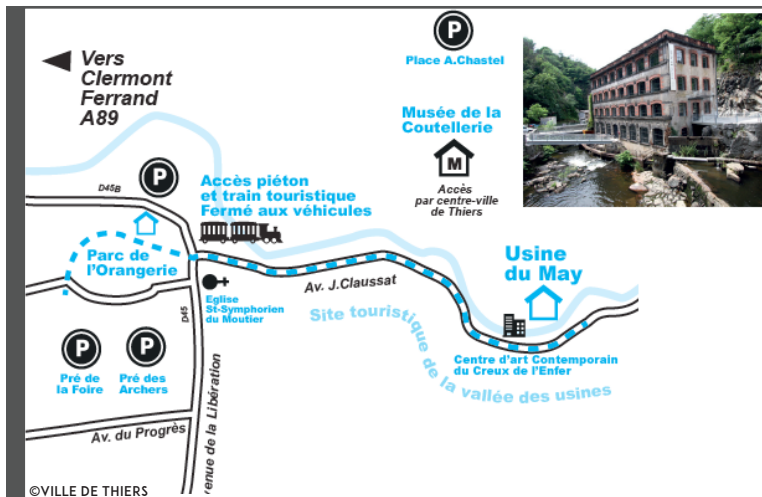 Vers
Clermont
Ferrand
A89
P
Place A.Chastel
Musée de la
Coutellerie
M
Accès
par centre-ville
de Thiers
D45B
P
Accès piéton
et train touristique
Fermé aux véhicules
Parc de
l'Orangerie
Usine
du May
Av. J.Claussat
Eglise
St-Symphorien
du Moutier
D45
Site touristique de la vallée des usines
Centre d'art Contemporain
du Creux de l'Enfer
P
Pré de
la Foire
P
Pré des
Archers
Av. du Progrès
venue de la Libération
©VILLE DE THIERS